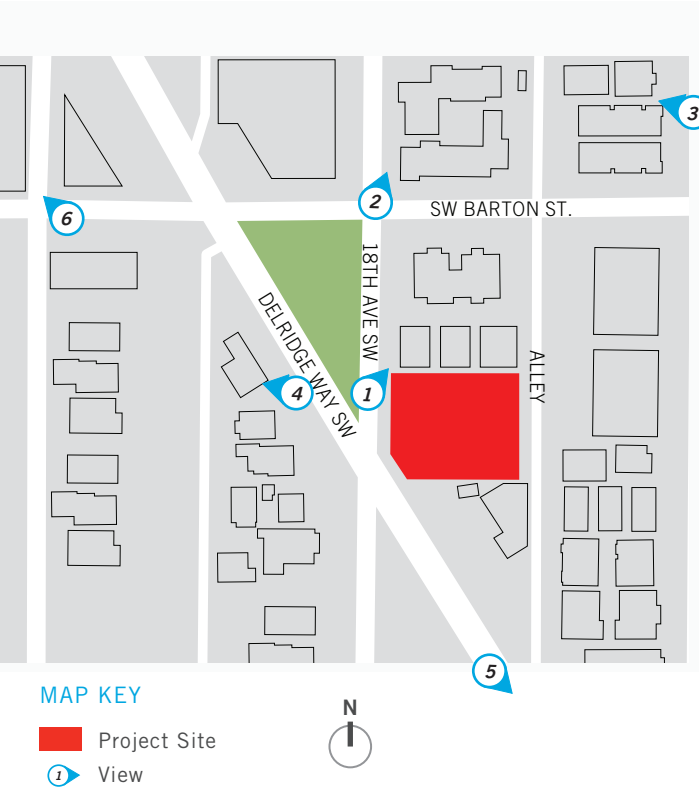 3
2
6
SW BARTON ST.
18TH AVE SW
DELRIDGE WAY SW
ALLEY
4
1
5
MAP KEY
N
Project Site
1 View